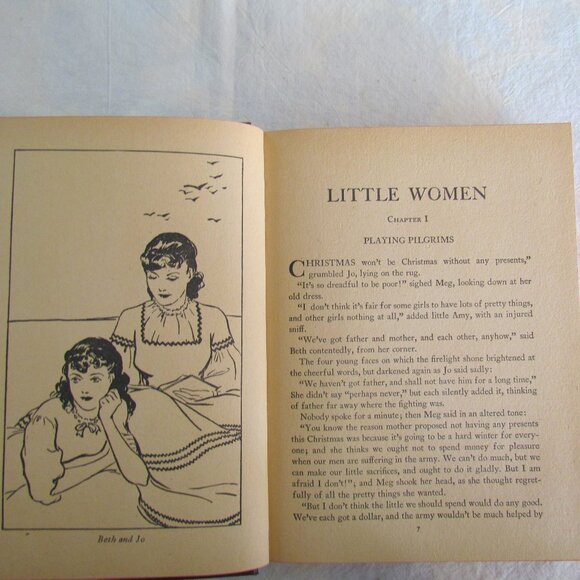 Beth and Jo
LITTLE WOMEN
CHAPTER I
PLAYING PILGRIMS
CHRISTMAS won't be Christmas without any presents,"
grumbled Jo, lying on the rug.
"It's so dreadful to be poor!" sighed Meg, looking down at her
old dress.
"I don't think it's fair for some girls to have lots of pretty things,
and other girls nothing at all," added little Amy, with an injured
sniff.
"We've got father and mother, and each other, anyhow," said
Beth contentedly, from her corner.
The four young faces on which the firelight shone brightened at
the cheerful words, but darkened again as Jo said sadly:
"We haven't got father, and shall not have him for a long time,"
She didn't say "perhaps never," but each silently added it, thinking
of father far away where the fighting was.
Nobody spoke for a minute; then Meg said in an altered tone:
"You know the reason mother proposed not having any presents
this Christmas was because it's going to be a hard winter for every-
one; and she thinks we ought not to spend money for pleasure
when our men are suffering in the army. We can't do much, but we
can make our little sacrifices, and ought to do it gladly. But I am
afraid I don't!"; and Meg shook her head, as she thought regret-
fully of all the pretty things she wanted.
"But I don't think the little we should spend would do any good.
We've each got a dollar, and the army wouldn't be much helped by
7